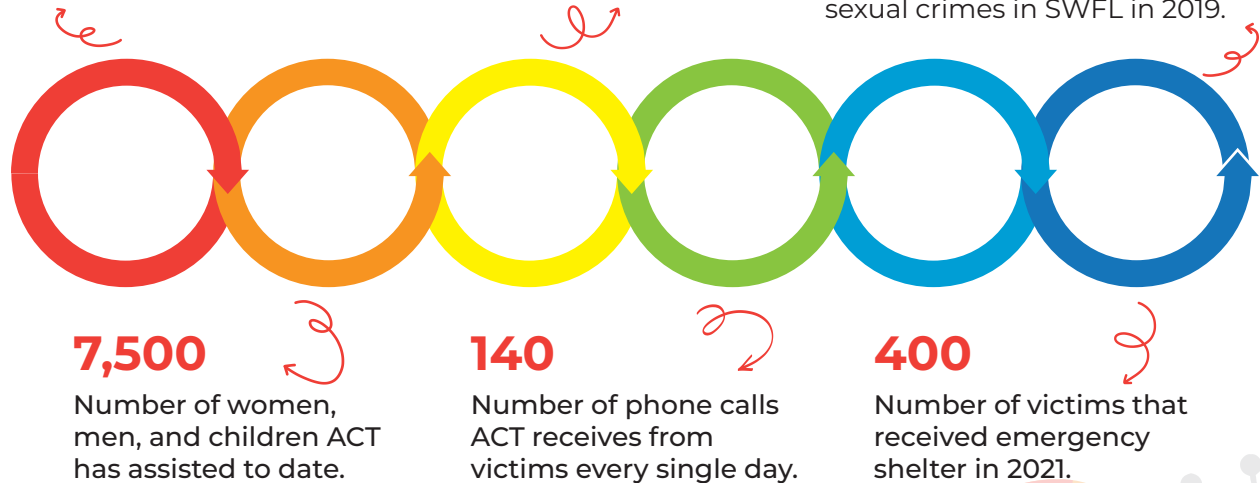 sexual crimes in SWFL in 2019.
7,500
Number of women,
men, and children ACT
has assisted to date.
140
Number of phone calls
ACT receives from
victims every single day.
400
Number of victims that
received emergency
shelter in 2021.